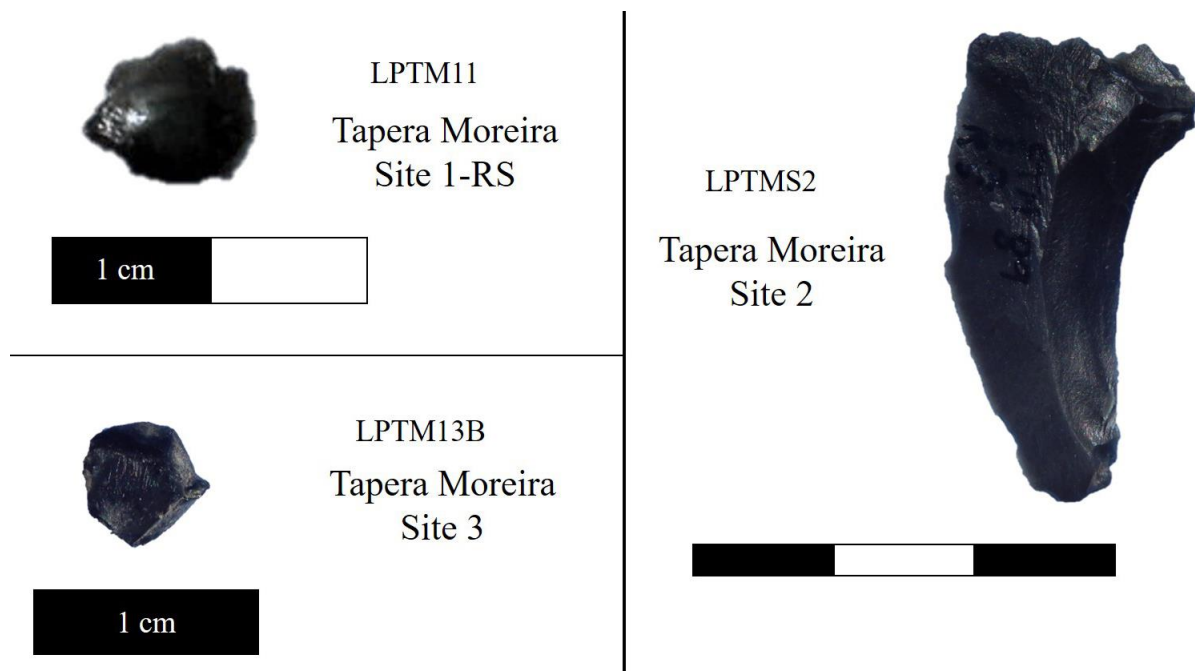 LPTM11
Tapera Moreira
Site 1-RS
1 cm
LPTM13B
Tapera Moreira
Site 3
1 cm
LPTMS2
Tapera Moreira
Site 2